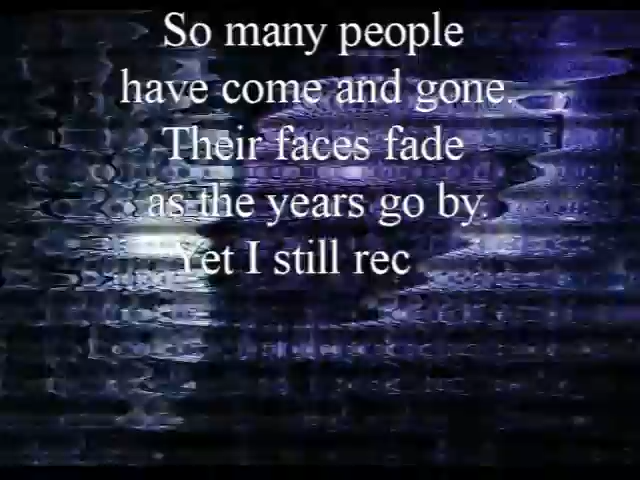 So many people
have come and gone.
Their faces fade
as the years go by.
Yet I still rec